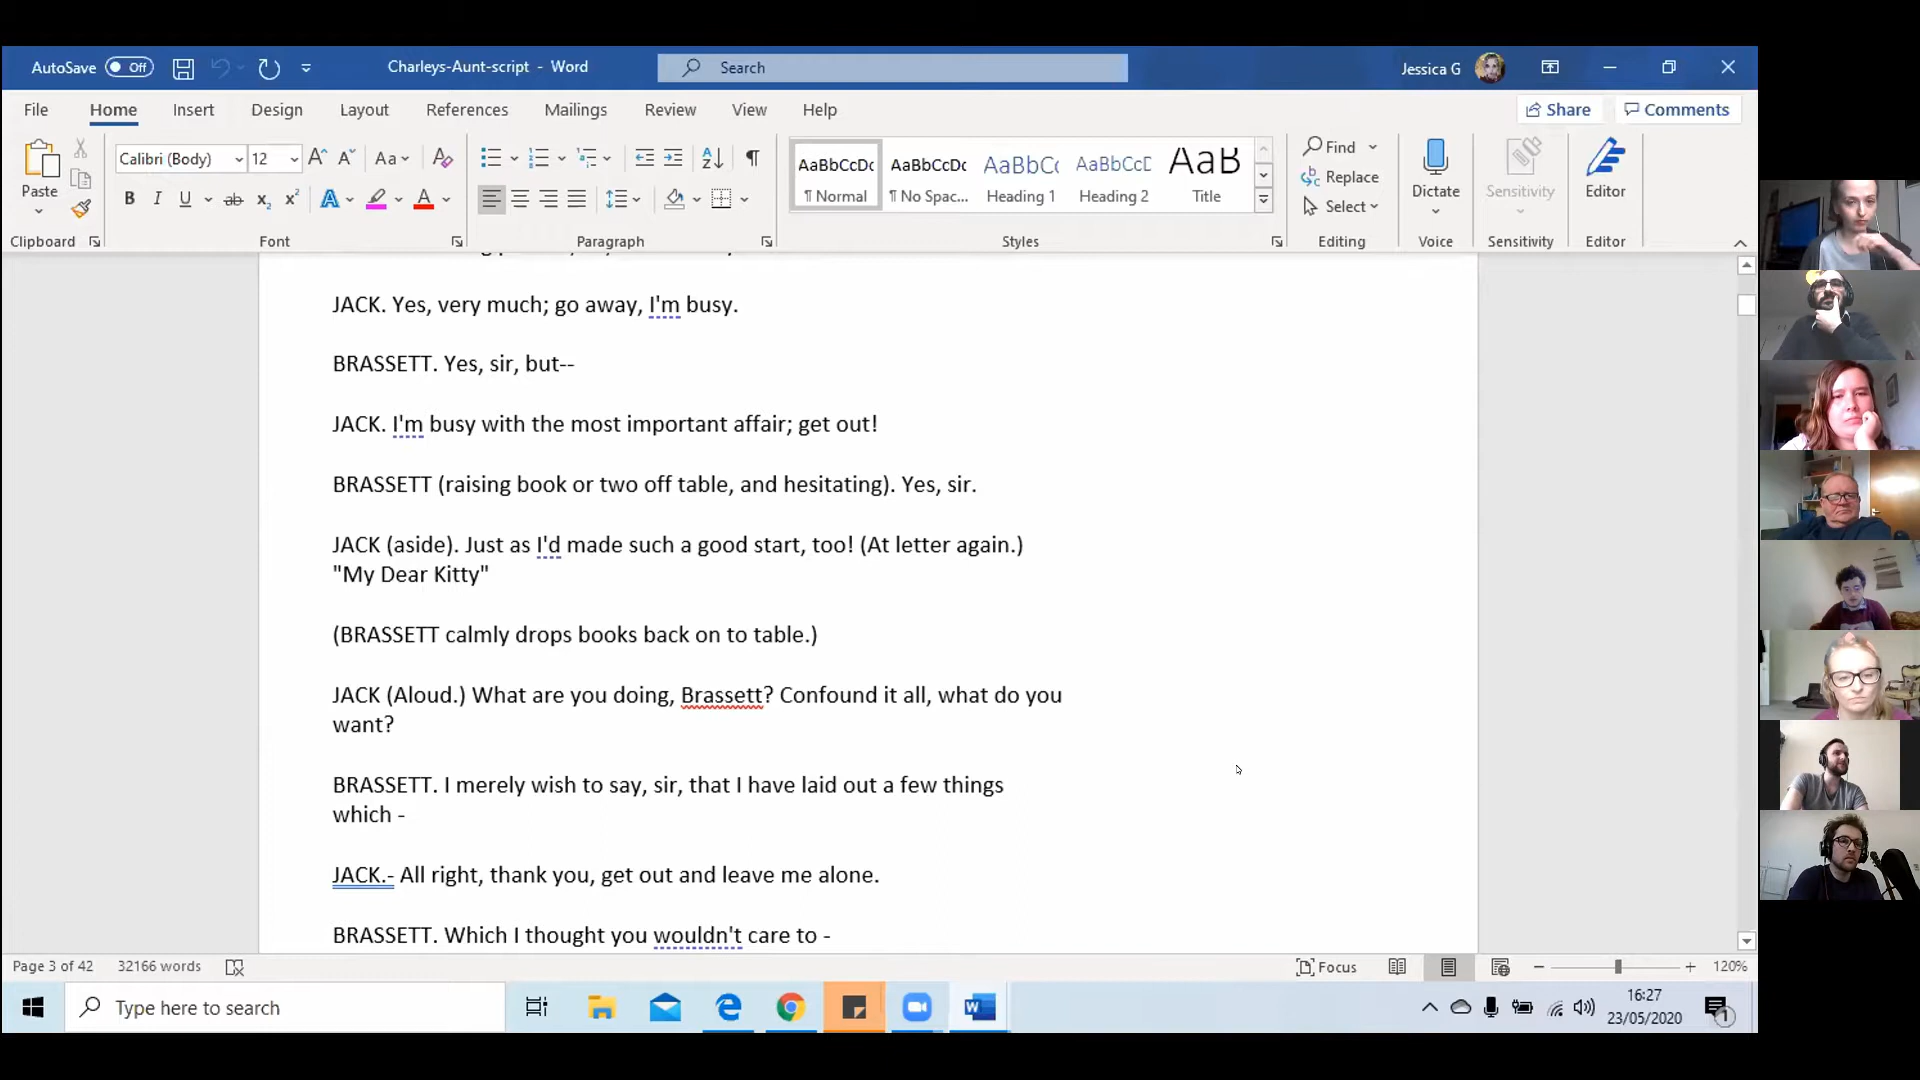 AutoSave Off Charleys-Aunt-script - Word Search Jessica G
File Home Insert Design Layout References Mailings Review View Help Share Comments
Calibri (Body) 12 Aa AaBbCcDc AaBbCcDc AaBbCc AaBbCcD AaB Find
Paste Replace Dictate Sensitivity Editor
B I U ab x2 x2 A A ¶ Normal ¶ No Spac... Heading 1 Heading 2 Title Select
Clipboard Font Paragraph Styles Editing Voice Sensitivity Editor
JACK. Yes, very much; go away, I'm busy.
BRASSETT. Yes, sir, but--
JACK. I'm busy with the most important affair; get out!
BRASSETT (raising book or two off table, and hesitating). Yes, sir.
JACK (aside). Just as I'd made such a good start, too! (At letter again.)
"My Dear Kitty"
(BRASSETT calmly drops books back on to table.)
JACK (Aloud.) What are you doing, Brassett? Confound it all, what do you
want?
BRASSETT. I merely wish to say, sir, that I have laid out a few things
which -
JACK.- All right, thank you, get out and leave me alone.
BRASSETT. Which I thought you wouldn't care to -
Page 3 of 42 32166 words Focus 120%
Type here to search 16:27
23/05/2020 1